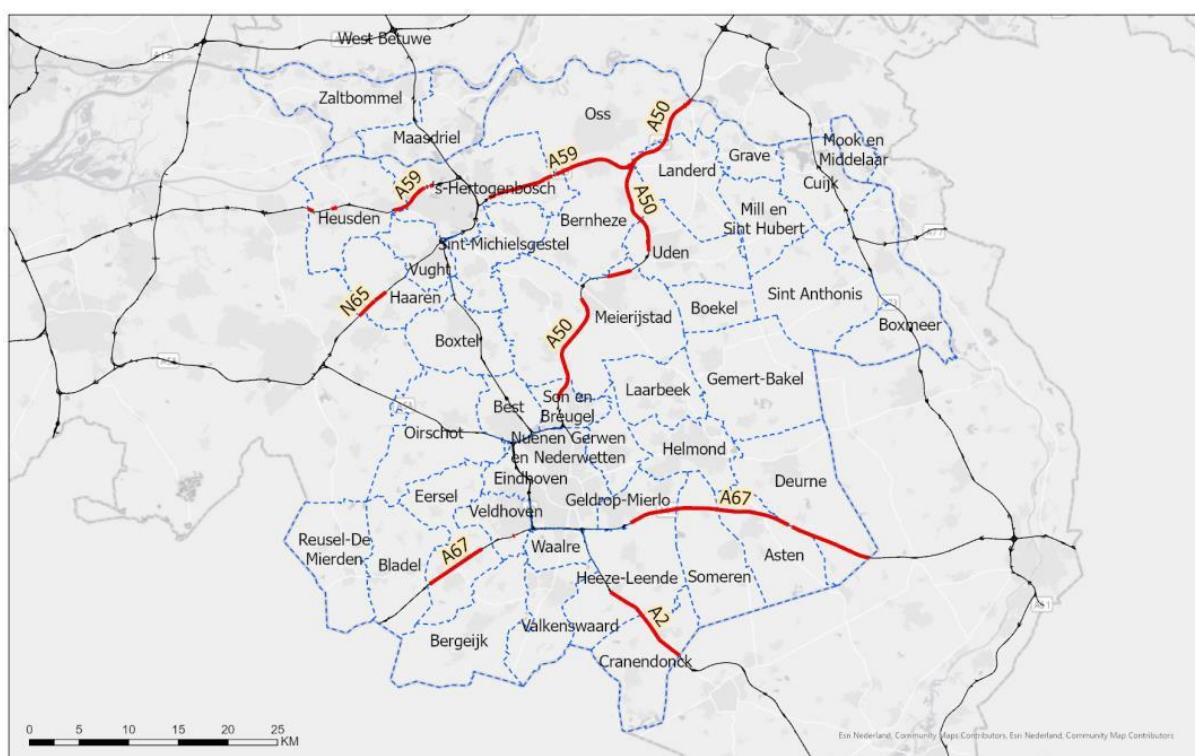 West Betuwe
A15
Zaltbommel
Maasdriel
Oss
A50
A59
Landerd
Grave
Mook en
Middelaar
Cuijk
A59
's-Hertogenbosch
Heusden
Bernheze
A50
Mill en
Sint Hubert
A77
Sint-Michielsgestel
Uden
Vught
N65
Haaren
Meierijstad
Boekel
Sint Anthonis
A73
Boxmeer
A50
Boxtel
Laarbeek
Gemert-Bakel
Best
Son en
Breugel
Oirschot
Nuenen Gerwen
en Nederwetten
Helmond
Eindhoven
Deurne
Eersel
Veldhoven
Geldrop-Mierlo
A67
Reusel-De
Mierden
Bladel
A67
Waalre
Asten
Heeze-Leende
Someren
A2
Bergeijk
Valkenswaard
Cranendonck
0 5 10 15 20 25
KM
Esri Nederland, Community Maps Contributors, Esri Nederland, Community Map Contributors